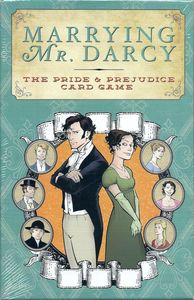 MARRYING
MR. DARCY
THE PRIDE & PREJUDICE
CARD GAME